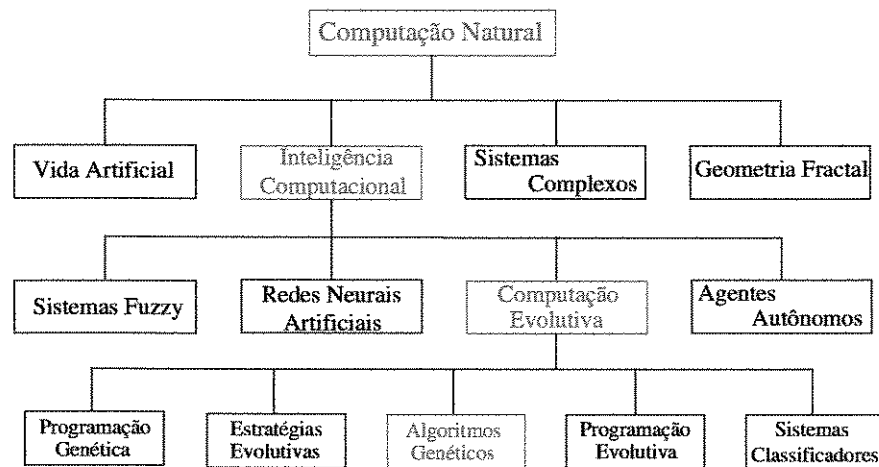 Computação Natural
Vida Artificial
Inteligência
Computacional
Sistemas
Complexos
Geometria Fractal
Sistemas Fuzzy
Redes Neurais
Artificiais
Computação
Evolutiva
Agentes
Autônomos
Programação
Genética
Estratégias
Evolutivas
Algoritmos
Genéticos
Programação
Evolutiva
Sistemas
Classificadores